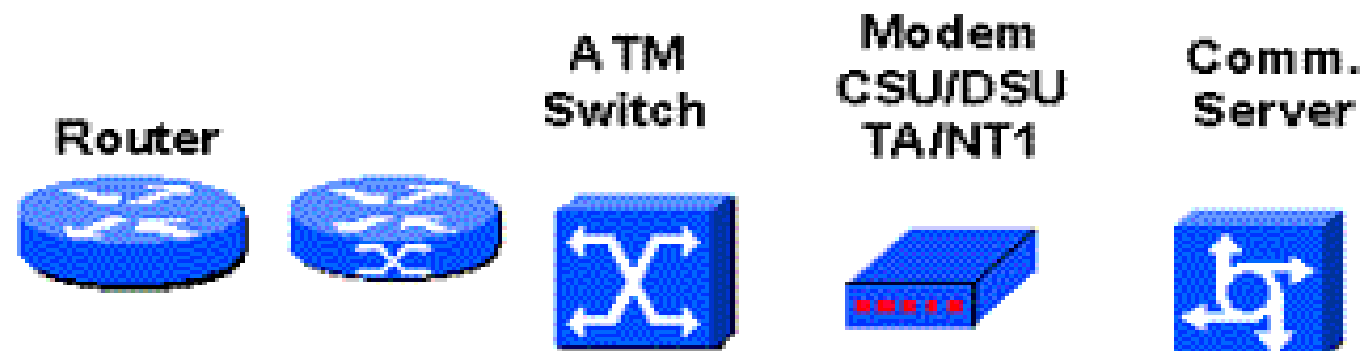 Router
ATM
Switch
Modem
CSU/DSU
TA/NT1
Comm.
Server